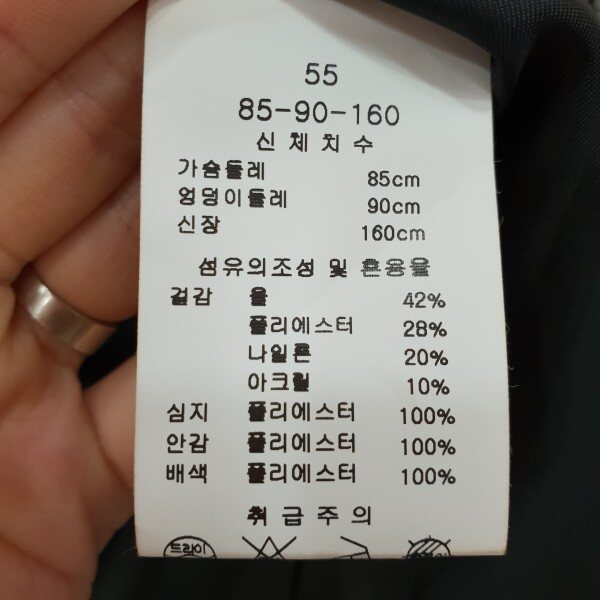 55
85-90-160
신체치수
가슴둘레 85cm
엉덩이둘레 90cm
신장 160cm
섬유의조성 및 혼용율
겉감 울 42%
폴리에스터 28%
나일론 20%
아크릴 10%
심지 폴리에스터 100%
안감 폴리에스터 100%
배색 폴리에스터 100%
취급주의
드라이